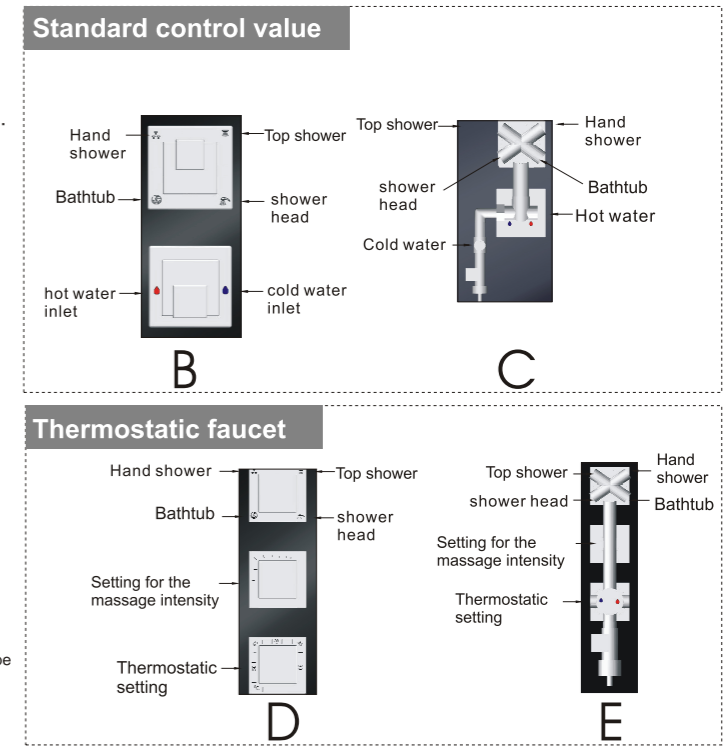 Standard control value
Hand
shower
Top shower
Bathtub
shower
head
hot water
inlet
cold water
inlet
B
Top shower
Hand
shower
shower
head
Bathtub
Hot water
Cold water
C
Thermostatic faucet
Hand shower
Top shower
Bathtub
shower
head
Setting for the
massage intensity
Thermostatic
setting
D
Top shower
Hand
shower
shower head
Bathtub
Setting for the
massage intensity
Thermostatic
setting
E